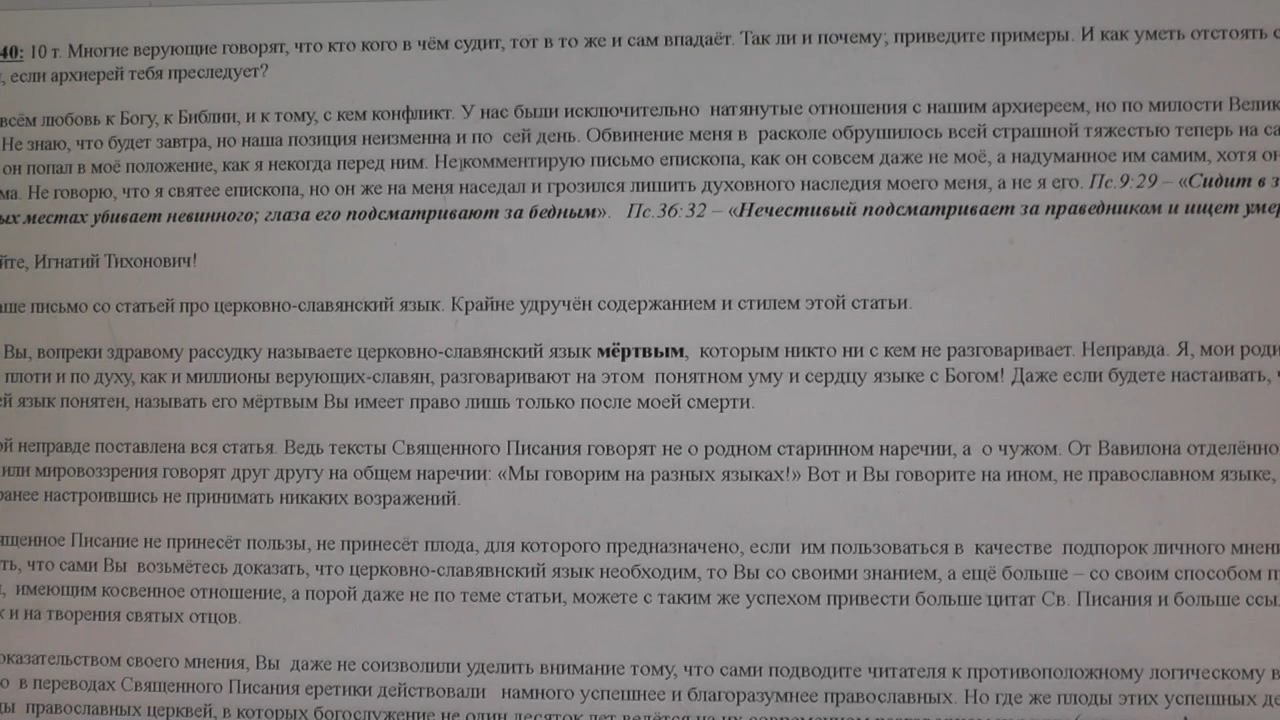 40: 10 т. Многие верующие говорят, что кто кого в чём судит, тот в то же и сам впадаёт. Так ли и почему, приведите примеры. И как уметь отстоять с
, если архиерей тебя преследует?
всём любовь к Богу, к Библии, и к тому, с кем конфликт. У нас были исключительно натянутые отношения с нашим архиереем, но по милости Велик
Не знаю, что будет завтра, но наша позиция неизменна и по сей день. Обвинение меня в расколе обрушилось всей страшной тяжестью теперь на са
он попал в моё положение, как я некогда перед ним. Не комментирую письмо епископа, как он совсем даже не моё, а надуманное им самим, хотя он
ма. Не говорю, что я святее епископа, но он же на меня наседал и грозился лишить духовного наследия моего меня, а не я его. Пс.9:29 – «Сидит в з
ых местах убивает невинного; глаза его подсматривают за бедным». Пс.36:32 – «Нечестивый подсматривает за праведником и ищет умер
йте, Игнатий Тихонович!
аше письмо со статьей про церковно-славянский язык. Крайне удручён содержанием и стилем этой статьи.
Вы, вопреки здравому рассудку называете церковно-славянский язык мёртвым, которым никто ни с кем не разговаривает. Неправда. Я, мои роди
плоти и по духу, как и миллионы верующих-славян, разговаривают на этом понятном уму и сердцу языке с Богом! Даже если будете настаивать, ч
ей язык понятен, называть его мёртвым Вы имеет право лишь только после моей смерти.
ой неправде поставлена вся статья. Ведь тексты Священного Писания говорят не о родном старинном наречии, а о чужом. От Вавилона отделённо
или мировоззрения говорят друг другу на общем наречии: «Мы говорим на разных языках!» Вот и Вы говорите на ином, не православном языке,
ранее настроившись не принимать никаких возражений.
ященное Писание не принесёт пользы, не принесёт плода, для которого предназначено, если им пользоваться в качестве подпорок личного мнени
ть, что сами Вы возьмётесь доказать, что церковно-славявнский язык необходим, то Вы со своими знанием, а ещё больше – со своим способом п
, имеющим косвенное отношение, а порой даже не по теме статьи, можете с таким же успехом привести больше цитат Св. Писания и больше ссы
к и на творения святых отцов.
оказательством своего мнения, Вы даже не соизволили уделить внимание тому, что сами подводите читателя к противоположному логическому в
о в переводах Священного Писания еретики действовали намного успешнее и благоразумнее православных. Но где же плоды этих успешных де
ды православных церквей, в которых богослужение не один десяток лет ведётся на их современном